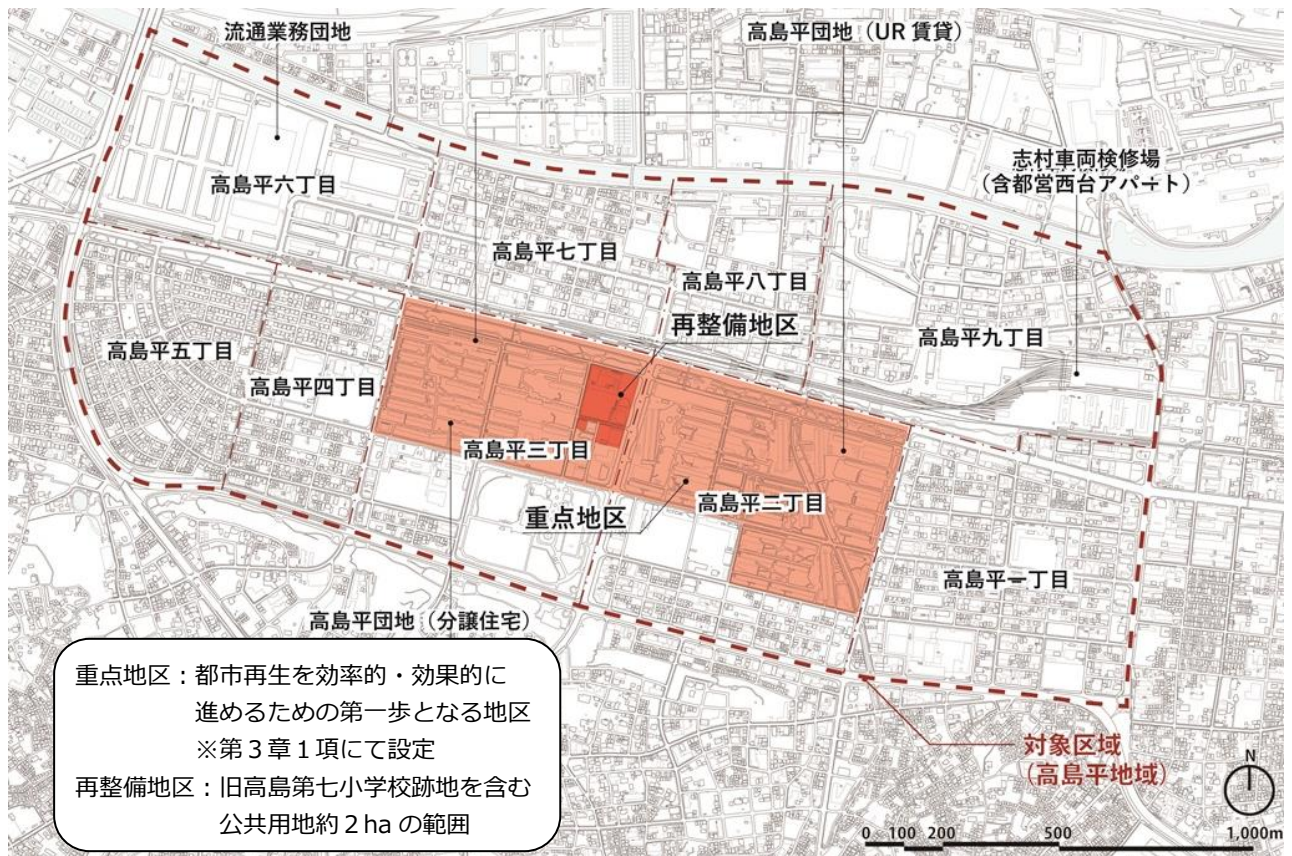 流通業務団地
高島平団地（UR 賃貸）
志村車両検修場
（含都営西台アパート）
高島平六丁目
高島平七丁目
高島平八丁目
再整備地区
高島平九丁目
高島平五丁目
高島平四丁目
高島平三丁目
重点地区
高島平二丁目
高島平一丁目
高島平団地（分譲住宅）
重点地区：都市再生を効率的・効果的に
進めるための第一歩となる地区
※第３章１項にて設定
再整備地区：旧高島第七小学校跡地を含む
公共用地約２ha の範囲
対象区域
（高島平地域）
N
0 100 200 500 1,000m